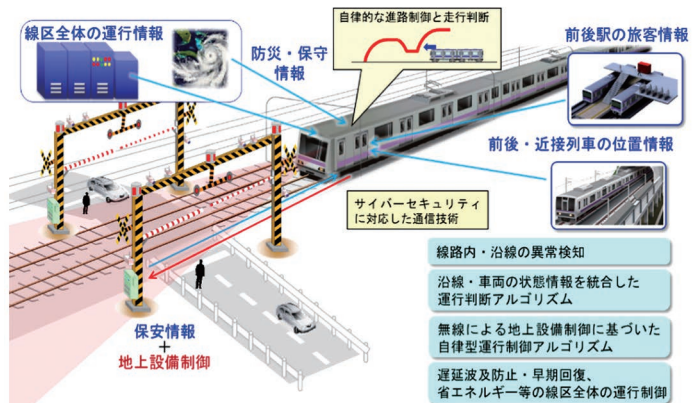 線区全体の運行情報
防災・保守
情報
自律的な進路制御と走行判断
前後駅の旅客情報
前後・近接列車の位置情報
サイバーセキュリティ
に対応した通信技術
保安情報
+
地上設備制御
線路内・沿線の異常検知
沿線・車両の状態情報を統合した
運行判断アルゴリズム
無線による地上設備制御に基づいた
自律型運行制御アルゴリズム
遅延波及防止・早期回復、
省エネルギー等の線区全体の運行制御